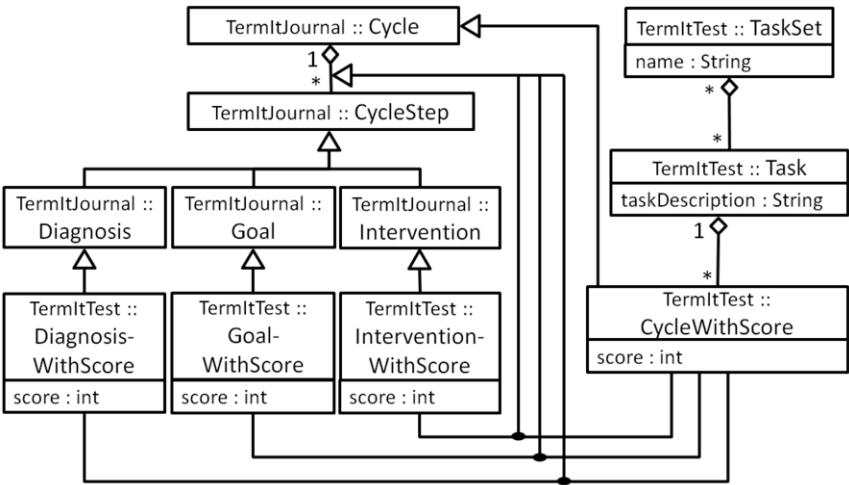 TermItJournal :: Cycle
1
*
TermItJournal :: CycleStep
TermItJournal ::
Diagnosis
TermItJournal ::
Goal
TermItJournal ::
Intervention
TermItTest ::
Diagnosis-
WithScore
score : int
TermItTest ::
Goal-
WithScore
score : int
TermItTest ::
Intervention-
WithScore
score : int
TermItTest :: TaskSet
name : String
*
*
TermItTest :: Task
taskDescription : String
1
*
TermItTest ::
CycleWithScore
score : int